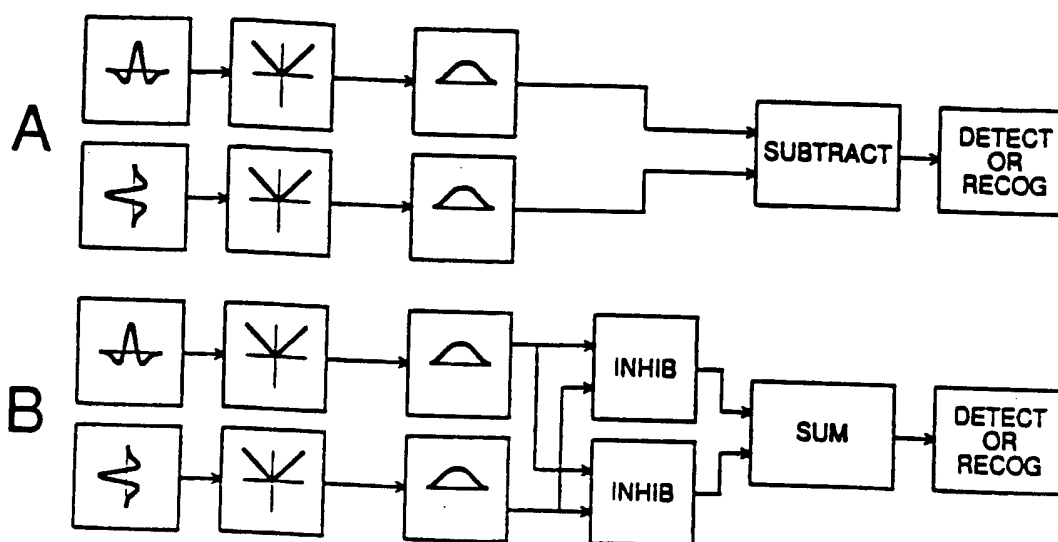 A
SUBTRACT
DETECT
OR
RECOG
B
INHIB
INHIB
SUM
DETECT
OR
RECOG